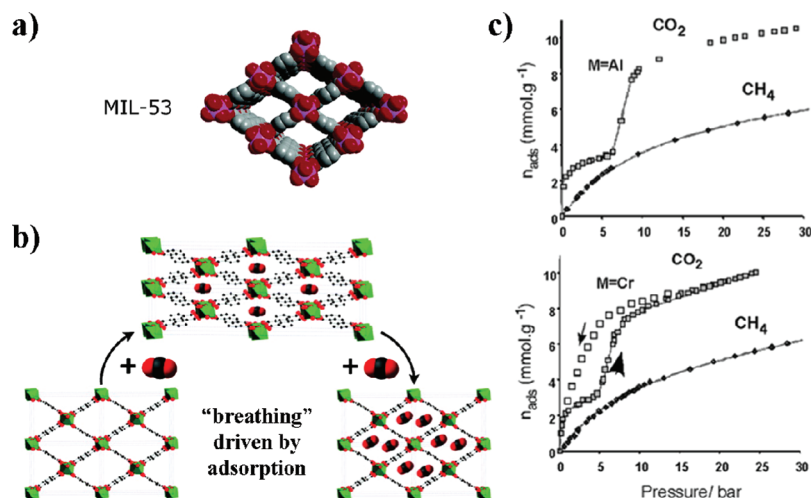 a)
MIL-53
b)
+
+
"breathing"
driven by
adsorption
c)
CO2
M=Al
CH4
nads (mmol.g-1)
10
8
6
4
2
0
0 5 10 15 20 25 30
CO2
M=Cr
CH4
nads (mmol.g-1)
10
8
6
4
2
0
0 5 10 15 20 25 30
Pressure/ bar